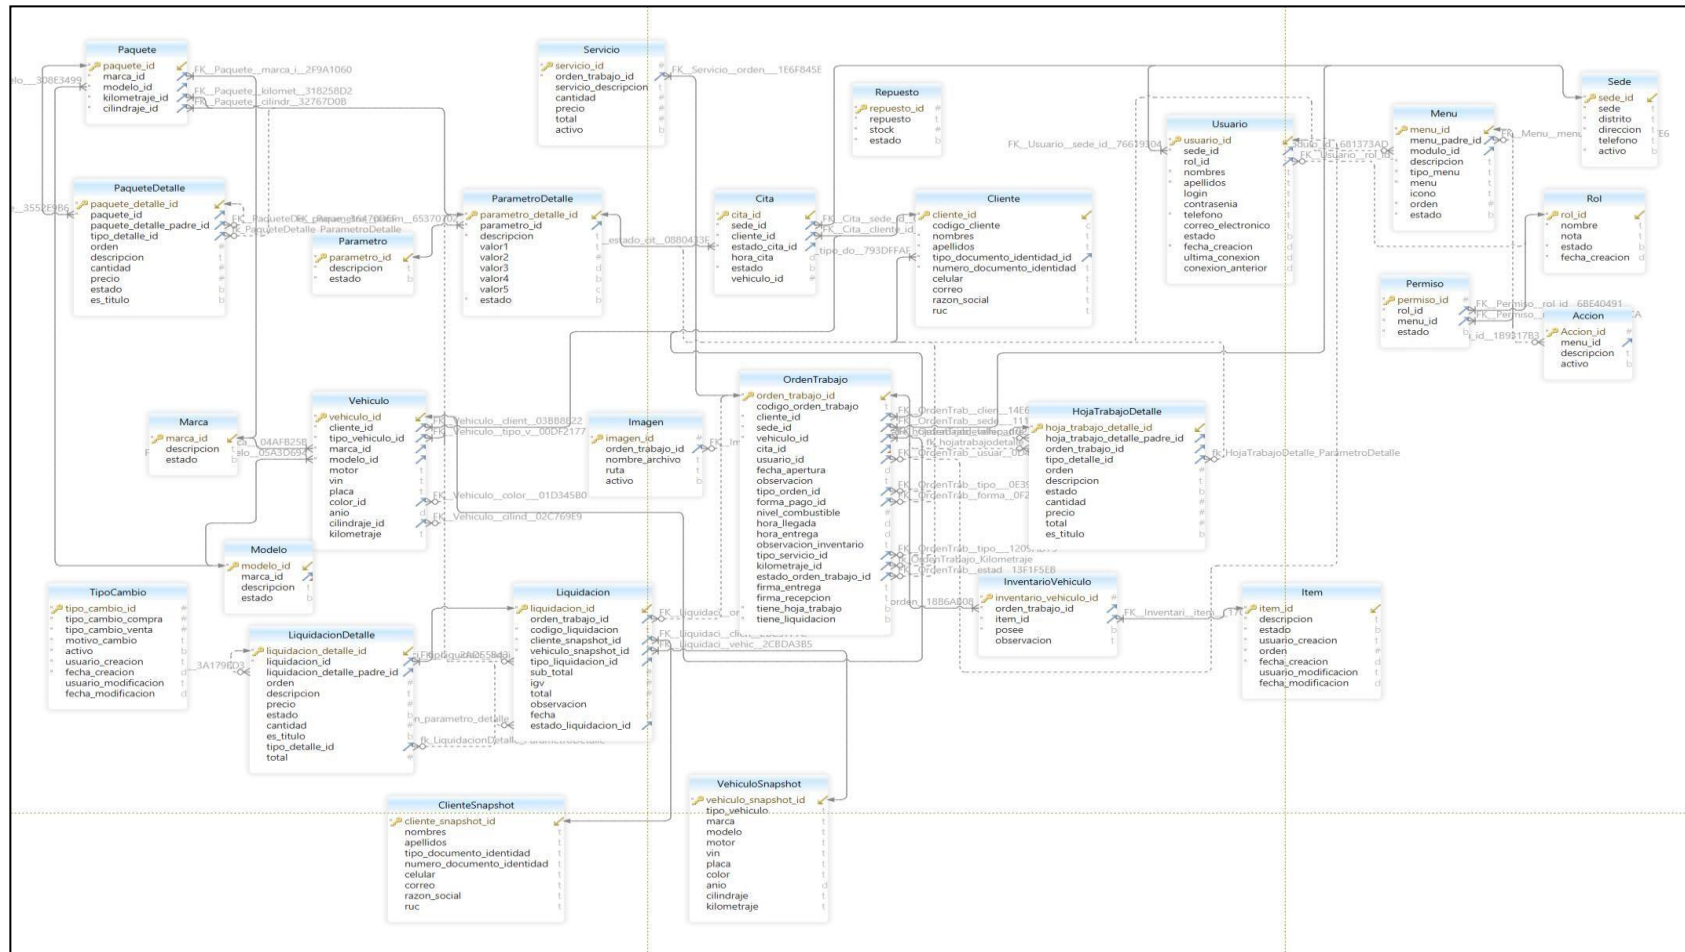 Paquete
paquete_id
marca_id
modelo_id
kilometraje_id
cilindraje_id
FK__Paquete__marca_i__2F9A1060
FK__Paquete__kilomet__318258D2
FK__Paquete__cilindr__32767D0B
Servicio
servicio_id
orden_trabajo_id
servicio_descripcion
cantidad
precio
total
activo
FK__Servicio__orden___1E6F845E
Repuesto
repuesto_id
repuesto
stock
estado
Usuario
usuario_id
sede_id
rol_id
nombres
apellidos
login
contrasenia
telefono
correo_electronico
estado
fecha_creacion
ultima_conexion
conexion_anterior
Menu
menu_id
menu_padre_id
modulo_id
descripcion
tipo_menu
menu
icono
orden
estado
Sede
sede_id
sede
distrito
direccion
telefono
activo
PaqueteDetalle
paquete_detalle_id
paquete_id
paquete_detalle_padre_id
tipo_detalle_id
orden
descripcion
cantidad
precio
estado
es_titulo
Parametro
parametro_id
descripcion
estado
ParametroDetalle
parametro_detalle_id
parametro_id
descripcion
valor1
valor2
valor3
valor4
valor5
estado
Cita
cita_id
sede_id
cliente_id
estado_cita_id
hora_cita
estado
vehiculo_id
Cliente
cliente_id
codigo_cliente
nombres
apellidos
tipo_documento_identidad_id
numero_documento_identidad
celular
correo
razon_social
ruc
Rol
rol_id
nombre
nota
estado
fecha_creacion
Permiso
permiso_id
rol_id
menu_id
estado
FK__Permiso__rol_id__6BE40491
Accion
Accion_id
menu_id
descripcion
activo
Marca
marca_id
descripcion
estado
Vehiculo
vehiculo_id
cliente_id
tipo_vehiculo_id
marca_id
modelo_id
motor
vin
placa
color_id
anio
cilindraje_id
kilometraje
Vehiculo__client__03BB8E22
Vehiculo__tipo_v__00DF2177
Vehiculo__color__01D345B0
Vehiculo__cilind__02C769E9
Imagen
imagen_id
orden_trabajo_id
nombre_archivo
ruta
activo
OrdenTrabajo
orden_trabajo_id
codigo_orden_trabajo
cliente_id
sede_id
vehiculo_id
cita_id
usuario_id
fecha_apertura
observacion
tipo_orden_id
forma_pago_id
nivel_combustible
hora_llegada
hora_entrega
observacion_inventario
tipo_servicio_id
kilometraje_id
estado_orden_trabajo_id
firma_entrega
firma_recepcion
tiene_hoja_trabajo
tiene_liquidacion
HojaTrabajoDetalle
hoja_trabajo_detalle_id
hoja_trabajo_detalle_padre_id
orden_trabajo_id
tipo_detalle_id
orden
descripcion
estado
cantidad
precio
total
es_titulo
fk_HojaTrabajoDetalle_ParametroDetalle
Modelo
modelo_id
marca_id
descripcion
estado
TipoCambio
tipo_cambio_id
tipo_cambio_compra
tipo_cambio_venta
motivo_cambio
activo
usuario_creacion
fecha_creacion
usuario_modificacion
fecha_modificacion
LiquidacionDetalle
liquidacion_detalle_id
liquidacion_id
liquidacion_detalle_padre_id
orden
descripcion
precio
estado
cantidad
es_titulo
tipo_detalle_id
total
fk_LiquidacionDetalle_ParametroDetalle
Liquidacion
liquidacion_id
orden_trabajo_id
codigo_liquidacion
cliente_snapshot_id
vehiculo_snapshot_id
tipo_liquidacion_id
sub_total
igv
total
observacion
fecha
estado_liquidacion_id
InventarioVehiculo
inventario_vehiculo_id
orden_trabajo_id
item_id
posee
observacion
Item
item_id
descripcion
estado
usuario_creacion
orden
fecha_creacion
usuario_modificacion
fecha_modificacion
ClienteSnapshot
cliente_snapshot_id
nombres
apellidos
tipo_documento_identidad
numero_documento_identidad
celular
correo
razon_social
ruc
VehiculoSnapshot
vehiculo_snapshot_id
tipo_vehiculo
marca
modelo
motor
vin
placa
color
anio
cilindraje
kilometraje